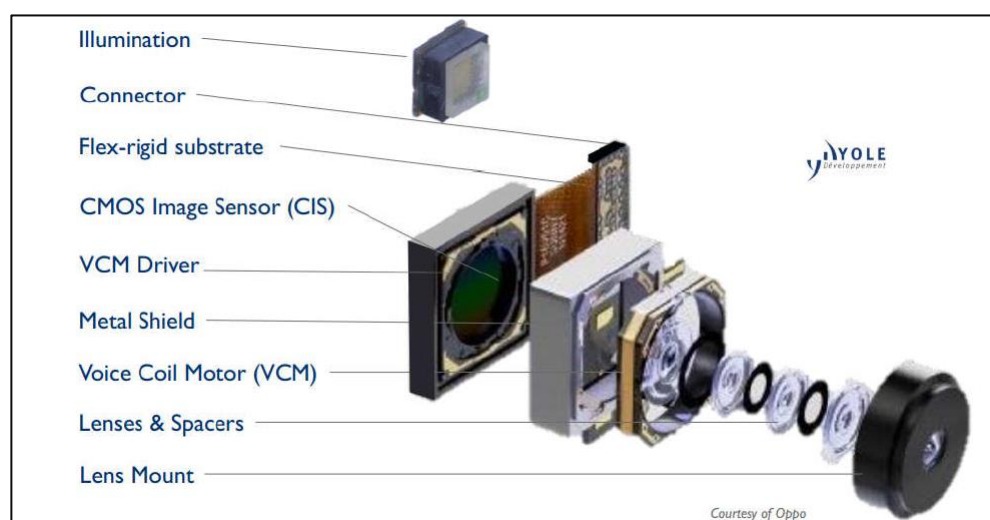 Illumination
Connector
Flex-rigid substrate
CMOS Image Sensor (CIS)
VCM Driver
Metal Shield
Voice Coil Motor (VCM)
Lenses & Spacers
Lens Mount
YOLE
Développement
Courtesy of Oppo